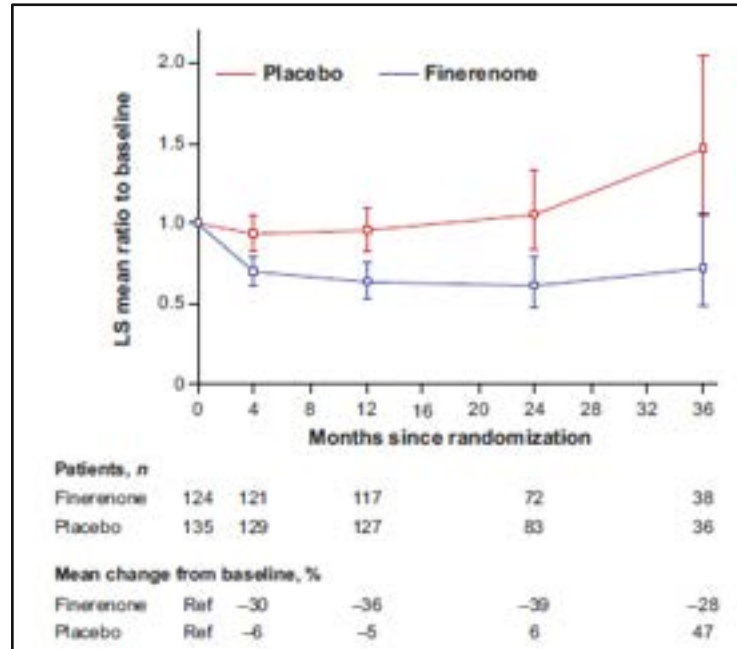 2.0
1.5
1.0
0.5
0
LS mean ratio to baseline
Placebo Finerenone
0 4 8 12 16 20 24 28 32 36
Months since randomization
Patients, n
Finerenone 124 121 117 72 38
Placebo 135 129 127 83 36
Mean change from baseline, %
Finerenone Ref –30 –36 –39 –28
Placebo Ref –6 –5 6 47